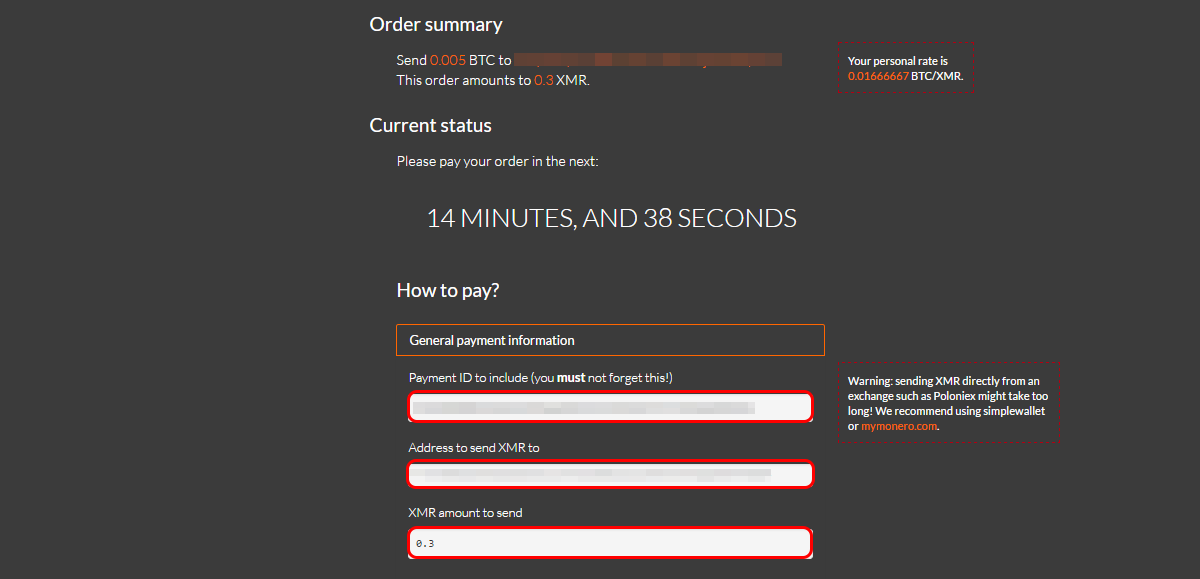 Order summary
Send 0.005 BTC to
This order amounts to 0.3 XMR.
Your personal rate is
0.01666667 BTC/XMR.
Current status
Please pay your order in the next:
14 MINUTES, AND 38 SECONDS
How to pay?
General payment information
Payment ID to include (you must not forget this!)
Address to send XMR to
XMR amount to send
0.3
Warning: sending XMR directly from an
exchange such as Poloniex might take too
long! We recommend using simplewallet
or mymonero.com.